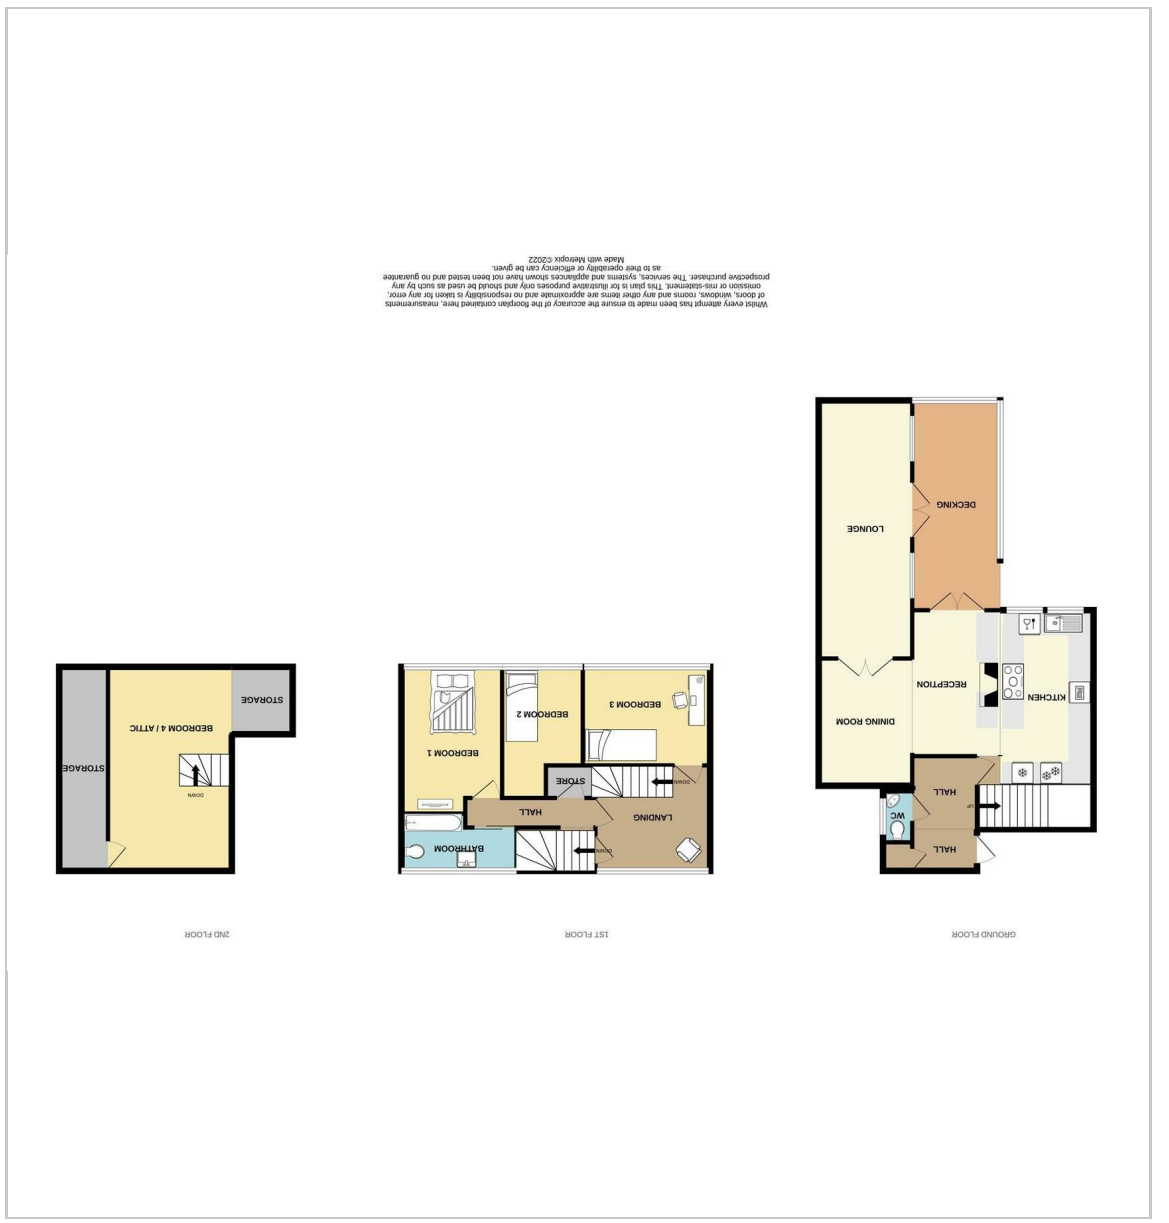 GROUND FLOOR
HALL
WC
HALL
UP
KITCHEN
RECEPTION
DINING ROOM
LOUNGE
DECKING
1ST FLOOR
BATHROOM
DOWN
LANDING
HALL
STORE
DOWN
BEDROOM 3
BEDROOM 2
BEDROOM 1
2ND FLOOR
DOWN
STORAGE
BEDROOM 4 / ATTIC
STORAGE
Whilst every attempt has been made to ensure the accuracy of the floorplan contained here, measurements
of doors, windows, rooms and any other items are approximate and no responsibility is taken for any error,
omission or mis-statement. This plan is for illustrative purposes only and should be used as such by any
prospective purchaser. The services, systems and appliances shown have not been tested and no guarantee
as to their operability or efficiency can be given.
Made with Metropix ©2022